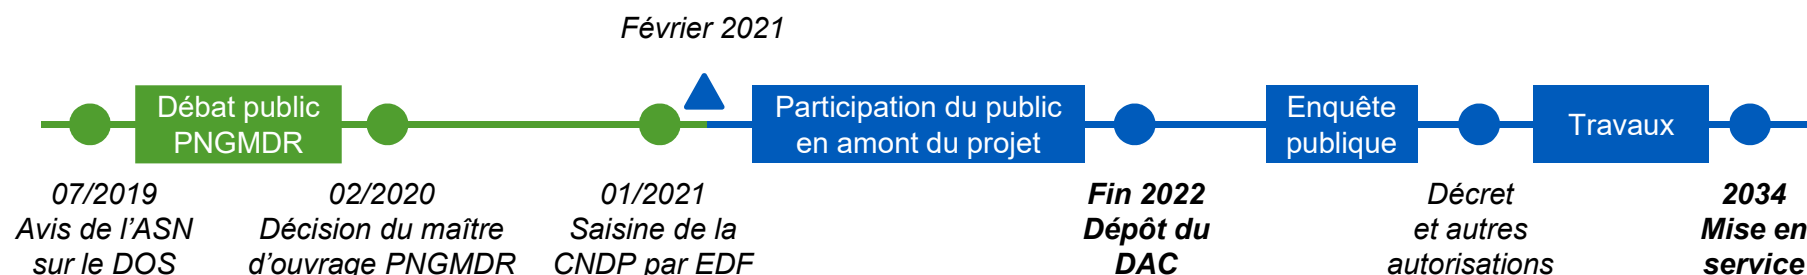 Février 2021
Débat public
PNGMDR
Participation du public
en amont du projet
Enquête
publique
Travaux
07/2019
Avis de l’ASN
sur le DOS
02/2020
Décision du maître
d’ouvrage PNGMDR
01/2021
Saisine de la
CNDP par EDF
Fin 2022
Dépôt du
DAC
Décret
et autres
autorisations
2034
Mise en
service